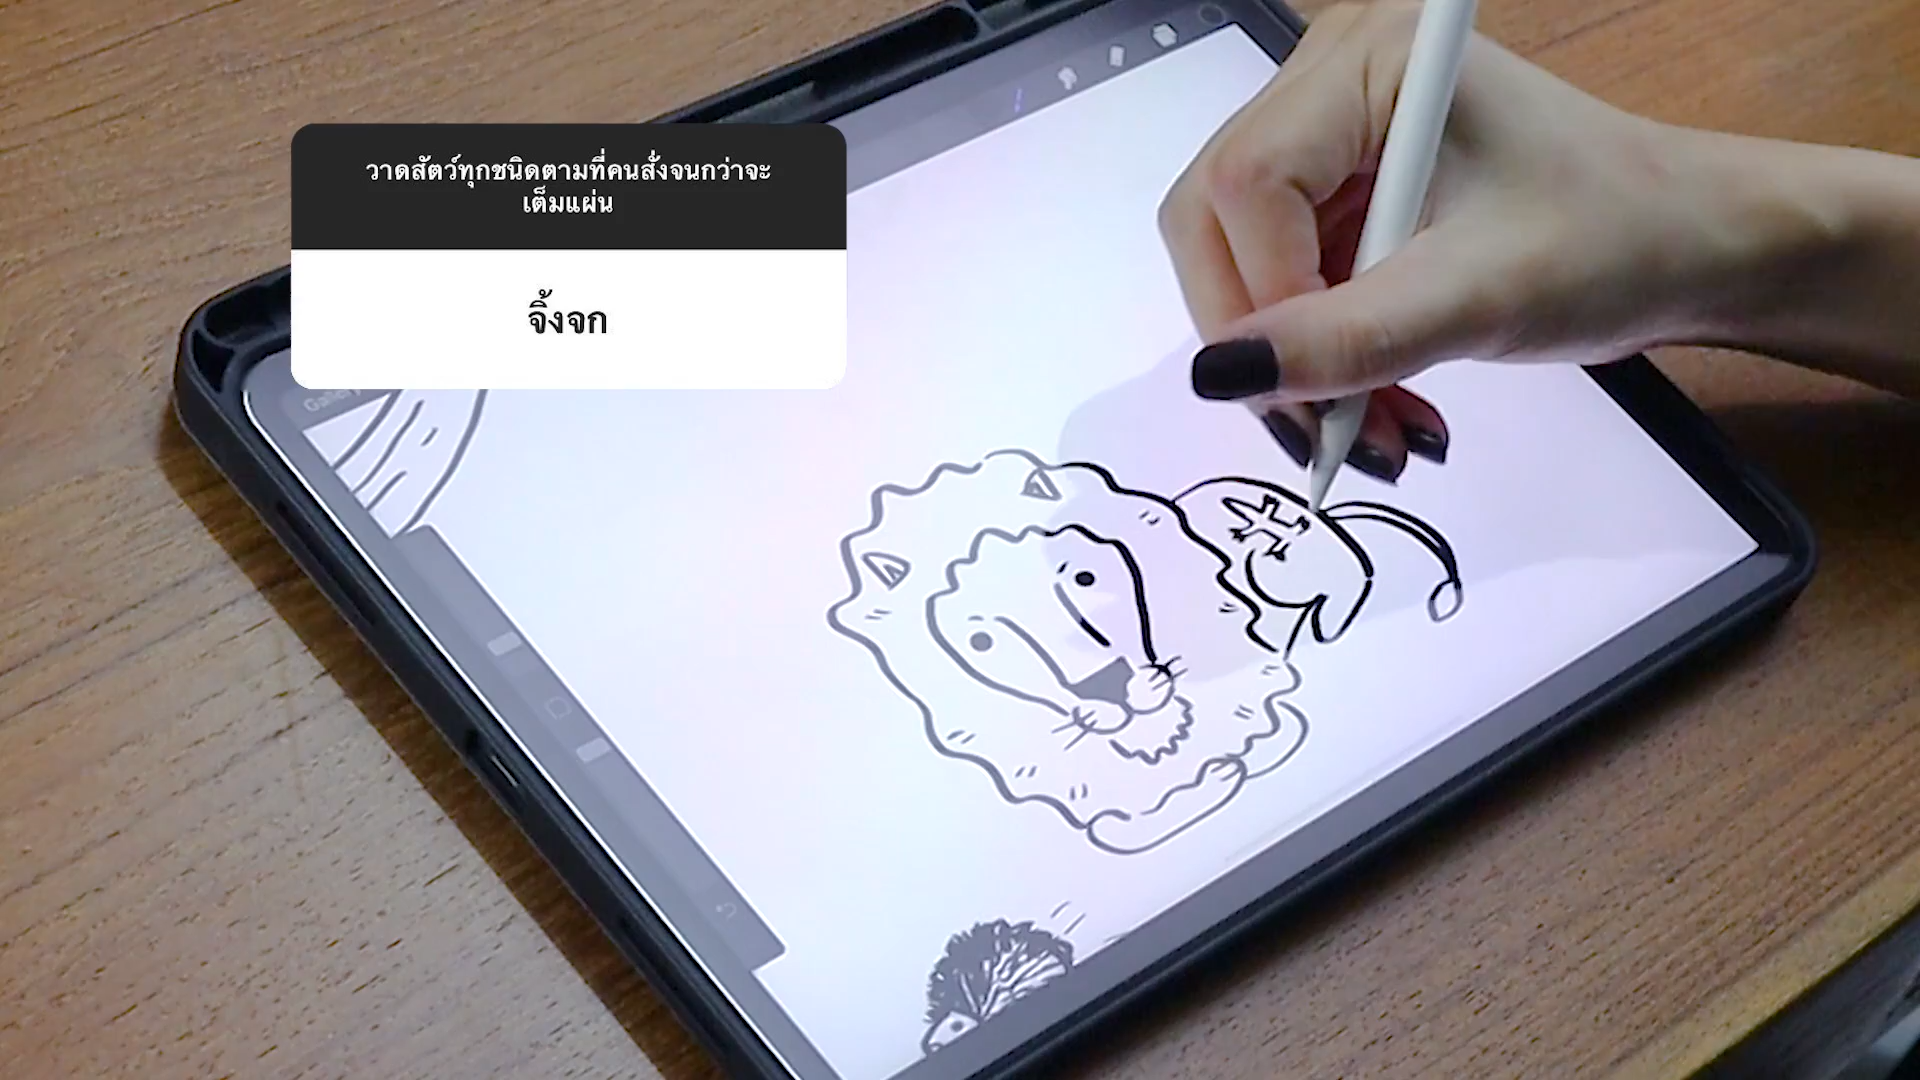 วาดสัตว์ทุกชนิดตามที่คนสั่งจนกว่าจะ
เต็มแผ่น
จิ้งจก
Gallery